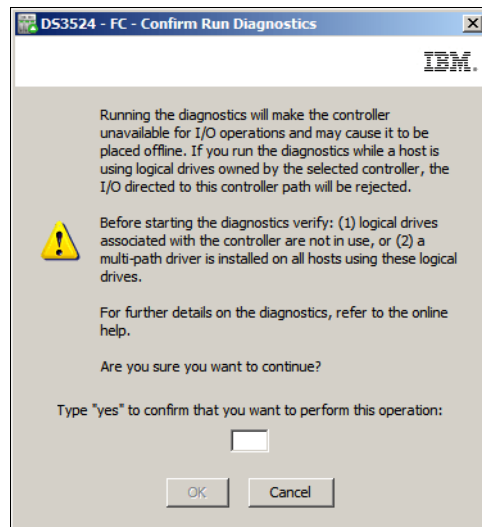 DS3524 - FC - Confirm Run Diagnostics
IBM.
Running the diagnostics will make the controller
unavailable for I/O operations and may cause it to be
placed offline. If you run the diagnostics while a host is
using logical drives owned by the selected controller, the
I/O directed to this controller path will be rejected.
Before starting the diagnostics verify: (1) logical drives
associated with the controller are not in use, or (2) a
multi-path driver is installed on all hosts using these logical
drives.
For further details on the diagnostics, refer to the online
help.
Are you sure you want to continue?
Type "yes" to confirm that you want to perform this operation:
OK
Cancel